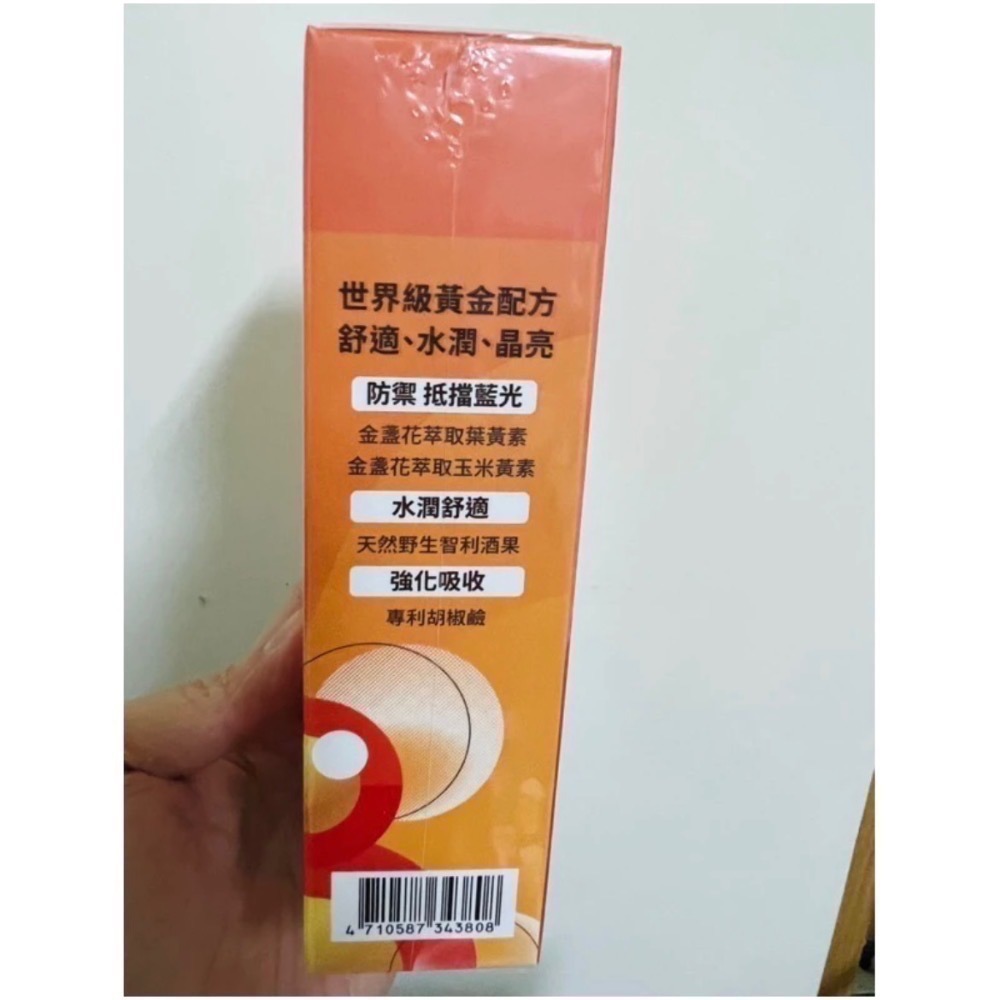 世界級黃金配方
舒適、水潤、晶亮
防禦 抵擋藍光
金盞花萃取葉黃素
金盞花萃取玉米黃素
水潤舒適
天然野生智利酒果
強化吸收
專利胡椒鹼
4 710587 343808